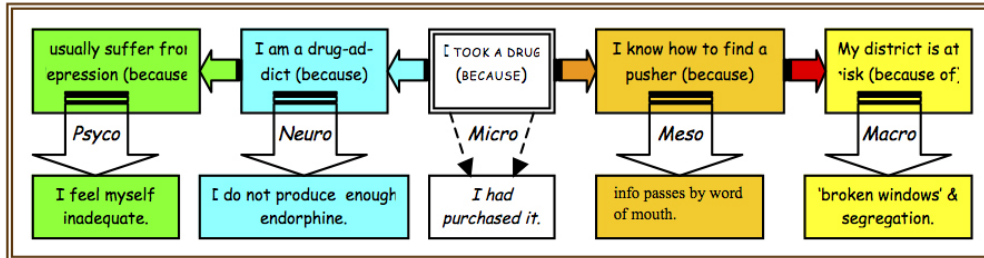 usually suffer from
epression (because
I am a drug-ad-
dict (because)
I TOOK A DRUG
(BECAUSE)
I know how to find a
pusher (because)
My district is at
risk (because of)
Psyco
Neuro
Micro
Meso
Macro
I feel myself
inadequate.
I do not produce enough
endorphine.
I had
purchased it.
info passes by word
of mouth.
'broken windows' &
segregation.